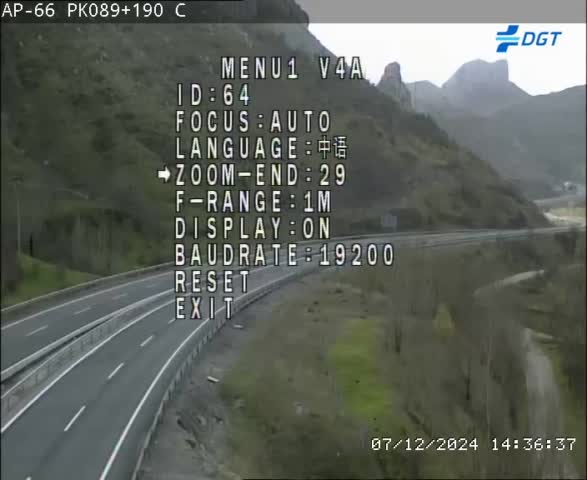 AP-66 PK089+190 C
DGT
MENU1 V4A
ID:64
FOCUS:AUTO
LANGUAGE:中语
ZOOM-END:29
F-RANGE:1M
DISPLAY:ON
BAUDRATE:19200
RESET
EXIT
07/12/2024 14:36:37